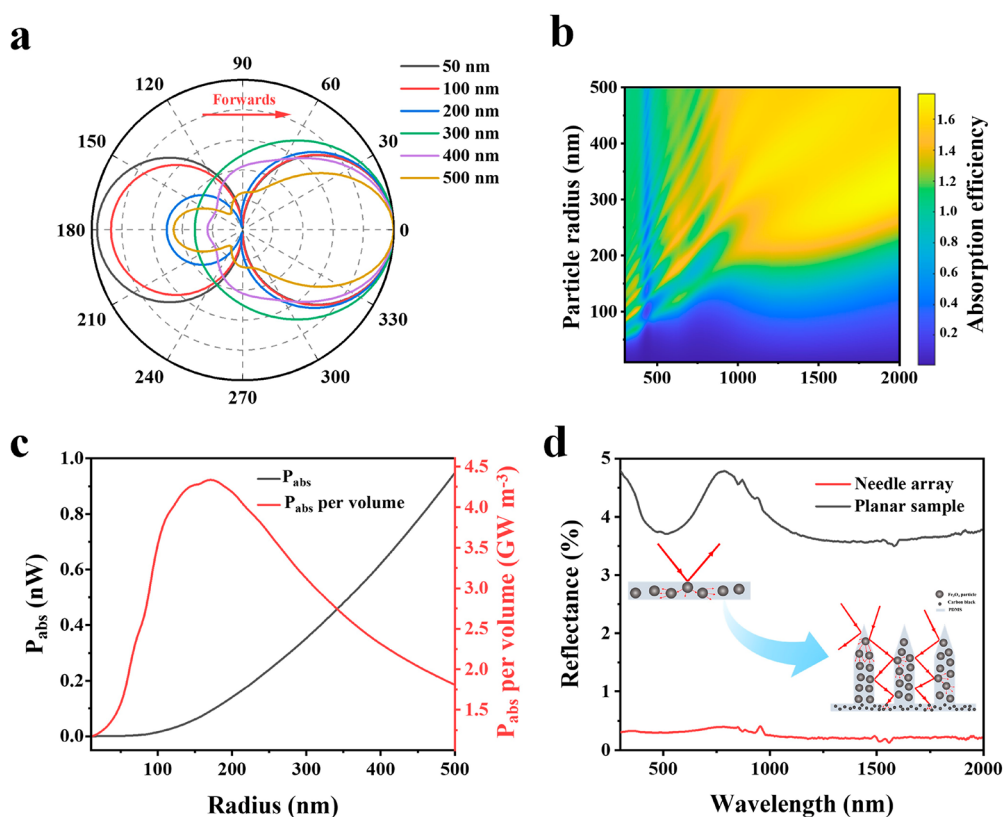 a
90
120
60
150
30
180
0
210
330
240
300
270
Forwards
50 nm
100 nm
200 nm
300 nm
400 nm
500 nm
b
Particle radius (nm)
500
400
300
200
100
500
1000
1500
2000
1.6
1.4
1.2
1.0
0.8
0.6
0.4
0.2
Absorption efficiency
c
Pabs (nW)
1.0
0.8
0.6
0.4
0.2
0.0
Pabs
Pabs per volume
4.5
4.0
3.5
3.0
2.5
2.0
1.5
Pabs per volume (GW m-3)
100
200
300
400
500
Radius (nm)
d
Reflectance (%)
5
4
3
2
1
0
Needle array
Planar sample
Fe3O4 particle
Carbon black
PDMS
500
1000
1500
2000
Wavelength (nm)